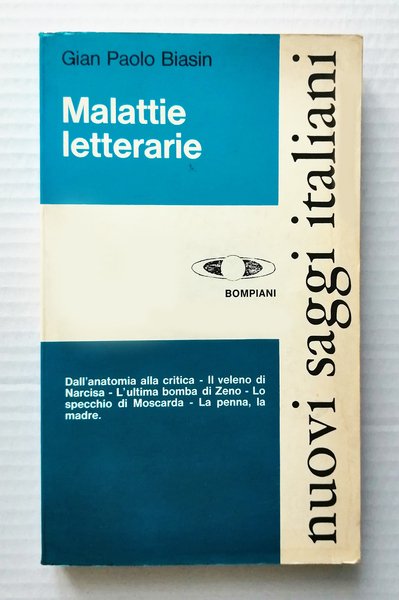 Gian Paolo Biasin
Malattie
letterarie
BOMPIANI
Dall'anatomia alla critica - Il veleno di
Narcisa - L'ultima bomba di Zeno - Lo
specchio di Moscarda - La penna, la
madre.
nuovi saggi italiani